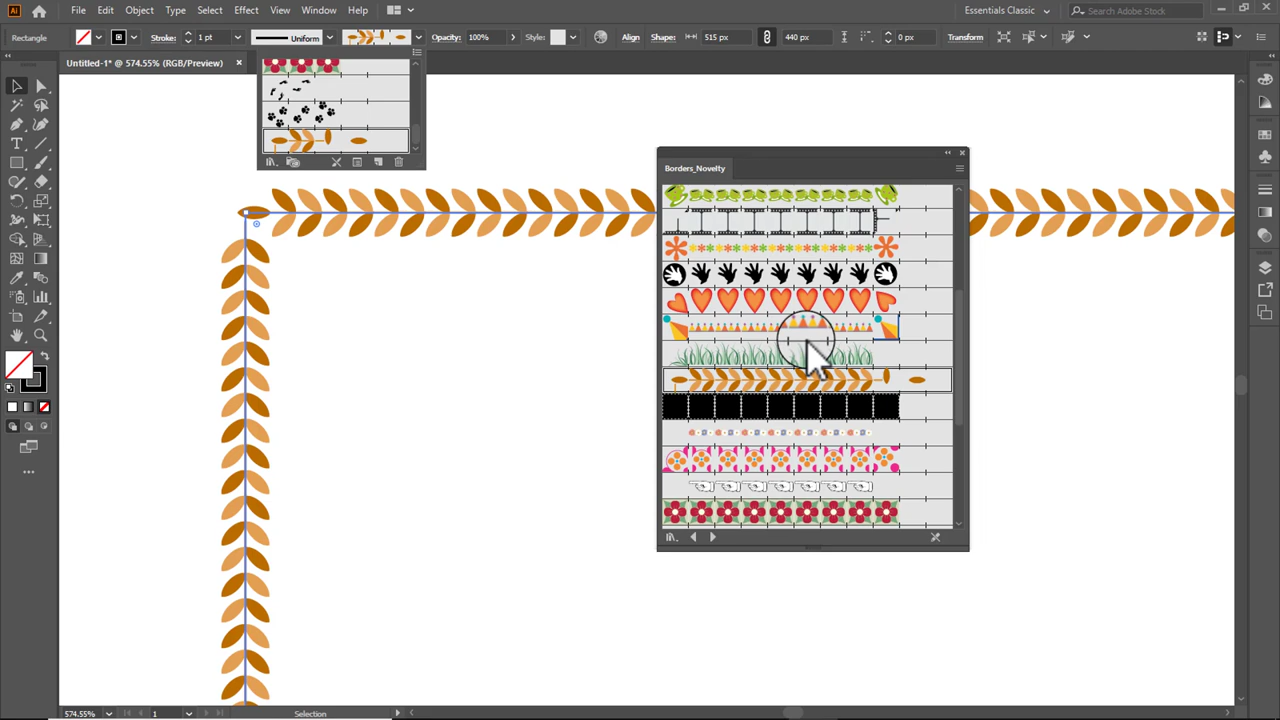 Ai File Edit Object Type Select Effect View Window Help Essentials Classic Search Adobe Stock
Rectangle Stroke: 1 pt Uniform Opacity: 100% Style: Align Shape: 515 px 440 px 0 px Transform
Untitled-1* @ 574.55% (RGB/Preview)
Borders_Novelty
574.55% 1 Selection